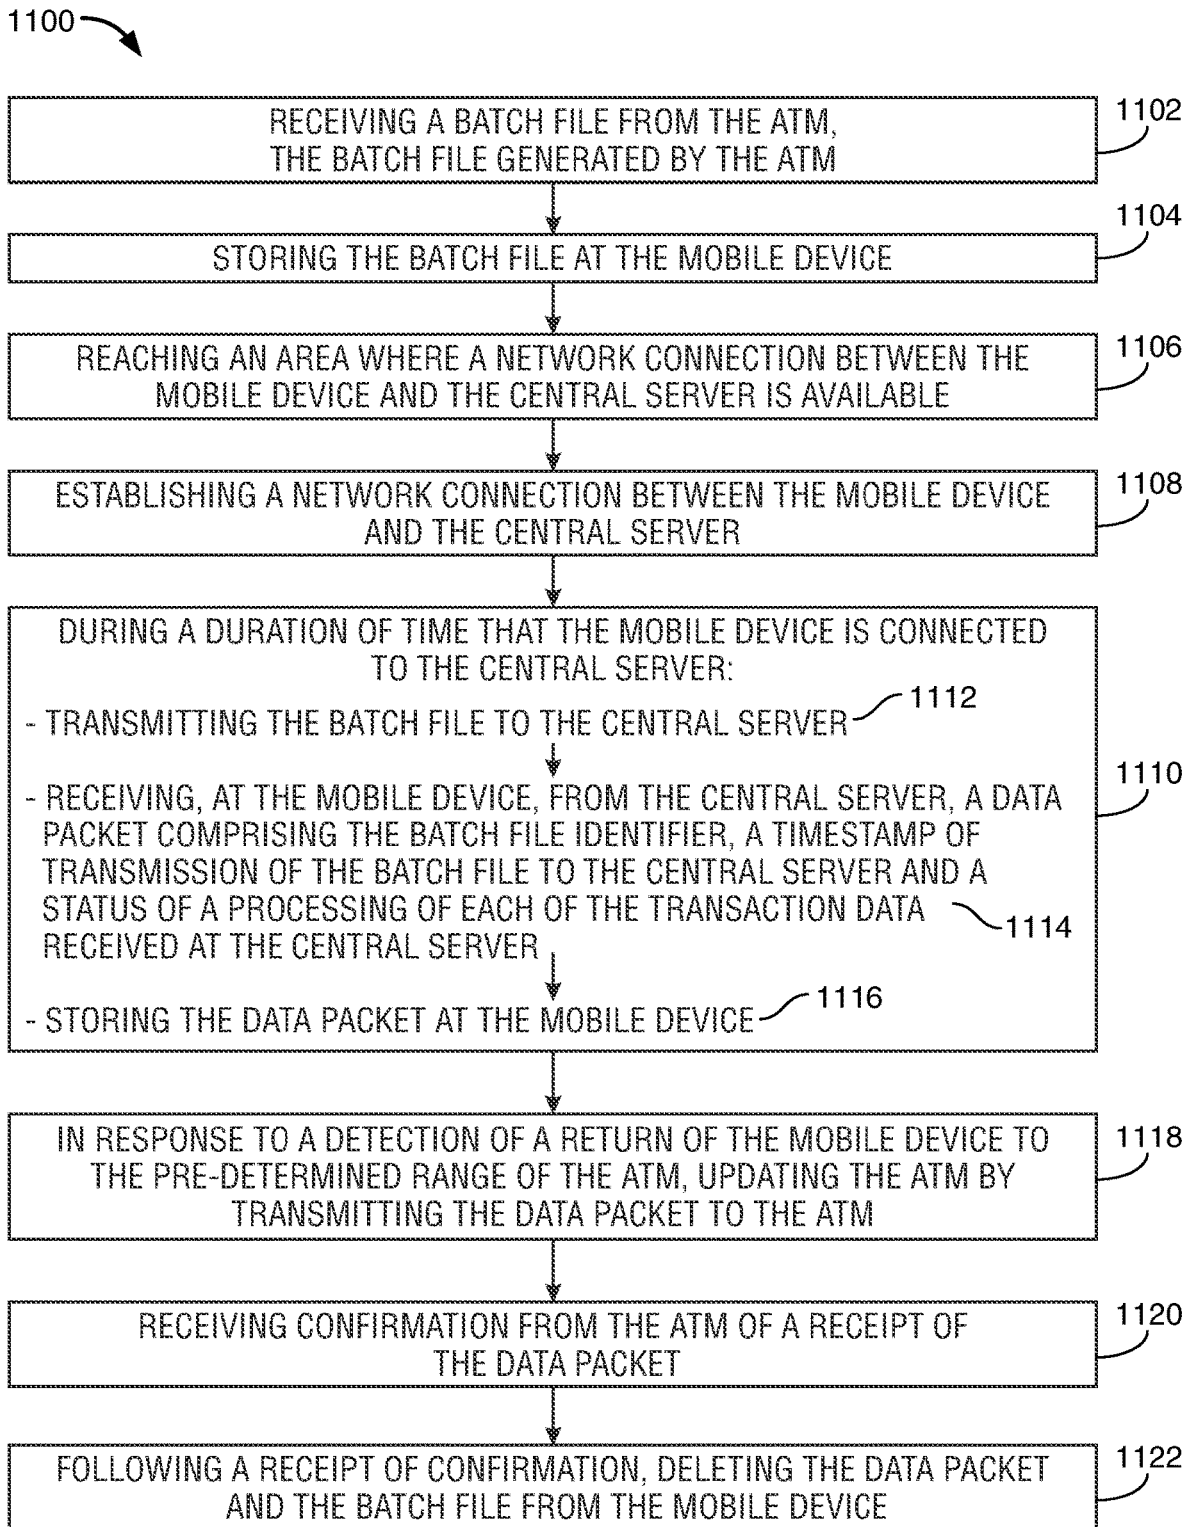 1100
RECEIVING A BATCH FILE FROM THE ATM,
THE BATCH FILE GENERATED BY THE ATM
1102
STORING THE BATCH FILE AT THE MOBILE DEVICE
1104
REACHING AN AREA WHERE A NETWORK CONNECTION BETWEEN THE
MOBILE DEVICE AND THE CENTRAL SERVER IS AVAILABLE
1106
ESTABLISHING A NETWORK CONNECTION BETWEEN THE MOBILE DEVICE
AND THE CENTRAL SERVER
1108
DURING A DURATION OF TIME THAT THE MOBILE DEVICE IS CONNECTED
TO THE CENTRAL SERVER:
- TRANSMITTING THE BATCH FILE TO THE CENTRAL SERVER
1112
- RECEIVING, AT THE MOBILE DEVICE, FROM THE CENTRAL SERVER, A DATA
PACKET COMPRISING THE BATCH FILE IDENTIFIER, A TIMESTAMP OF
TRANSMISSION OF THE BATCH FILE TO THE CENTRAL SERVER AND A
STATUS OF A PROCESSING OF EACH OF THE TRANSACTION DATA
RECEIVED AT THE CENTRAL SERVER
1114
- STORING THE DATA PACKET AT THE MOBILE DEVICE
1116
1110
IN RESPONSE TO A DETECTION OF A RETURN OF THE MOBILE DEVICE TO
THE PRE-DETERMINED RANGE OF THE ATM, UPDATING THE ATM BY
TRANSMITTING THE DATA PACKET TO THE ATM
1118
RECEIVING CONFIRMATION FROM THE ATM OF A RECEIPT OF
THE DATA PACKET
1120
FOLLOWING A RECEIPT OF CONFIRMATION, DELETING THE DATA PACKET
AND THE BATCH FILE FROM THE MOBILE DEVICE
1122